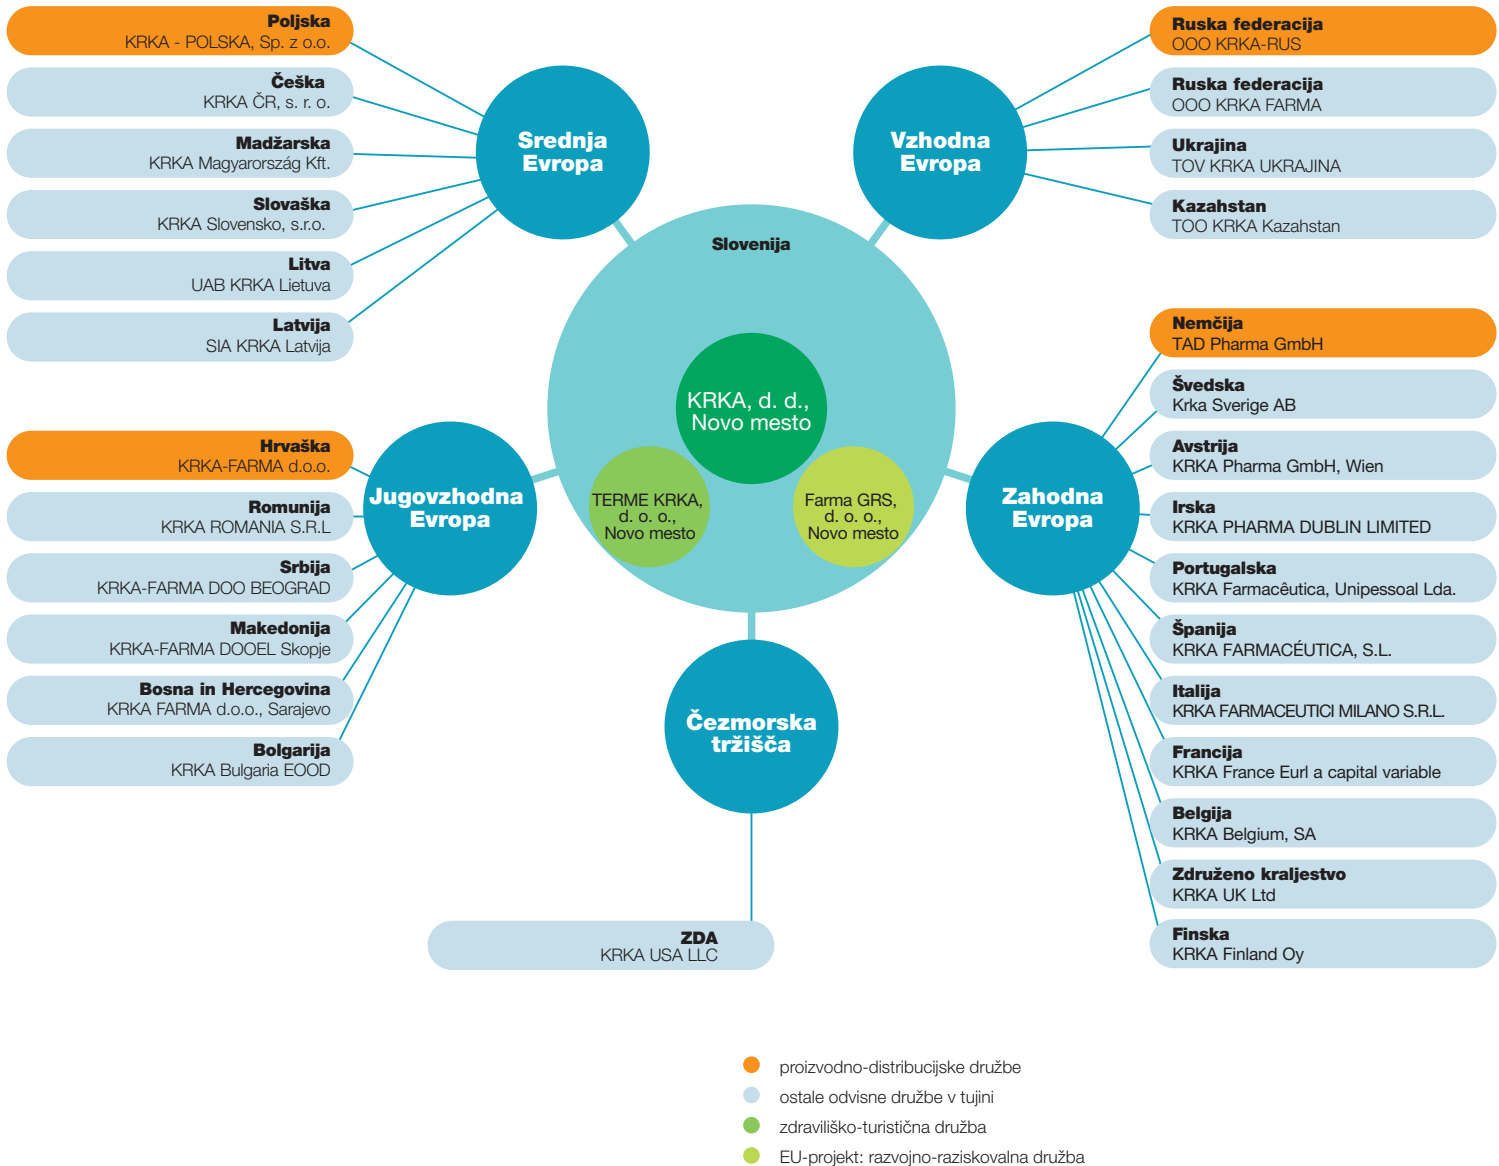 Poljska
KRKA - POLSKA, Sp. z o.o.
Češka
KRKA ČR, s. r. o.
Madžarska
KRKA Magyarország Kft.
Slovaška
KRKA Slovensko, s.r.o.
Litva
UAB KRKA Lietuva
Latvija
SIA KRKA Latvija
Srednja
Evropa
Vzhodna
Evropa
Ruska federacija
OOO KRKA-RUS
Ruska federacija
OOO KRKA FARMA
Ukrajina
TOV KRKA UKRAJINA
Kazahstan
TOO KRKA Kazahstan
Slovenija
KRKA, d. d.,
Novo mesto
TERME KRKA,
d. o. o.,
Novo mesto
Farma GRS,
d. o. o.,
Novo mesto
Hrvaška
KRKA-FARMA d.o.o.
Romunija
KRKA ROMANIA S.R.L
Srbija
KRKA-FARMA DOO BEOGRAD
Makedonija
KRKA-FARMA DOOEL Skopje
Bosna in Hercegovina
KRKA FARMA d.o.o., Sarajevo
Bolgarija
KRKA Bulgaria EOOD
Jugovzhodna
Evropa
Zahodna
Evropa
Nemčija
TAD Pharma GmbH
Švedska
Krka Sverige AB
Avstrija
KRKA Pharma GmbH, Wien
Irska
KRKA PHARMA DUBLIN LIMITED
Portugalska
KRKA Farmacêutica, Unipessoal Lda.
Španija
KRKA FARMACÉUTICA, S.L.
Italija
KRKA FARMACEUTICI MILANO S.R.L.
Francija
KRKA France Eurl a capital variable
Belgija
KRKA Belgium, SA
Združeno kraljestvo
KRKA UK Ltd
Finska
KRKA Finland Oy
Čezmorska
tržišča
ZDA
KRKA USA LLC
proizvodno-distribucijske družbe
ostale odvisne družbe v tujini
zdraviliško-turistična družba
EU-projekt: razvojno-raziskovalna družba